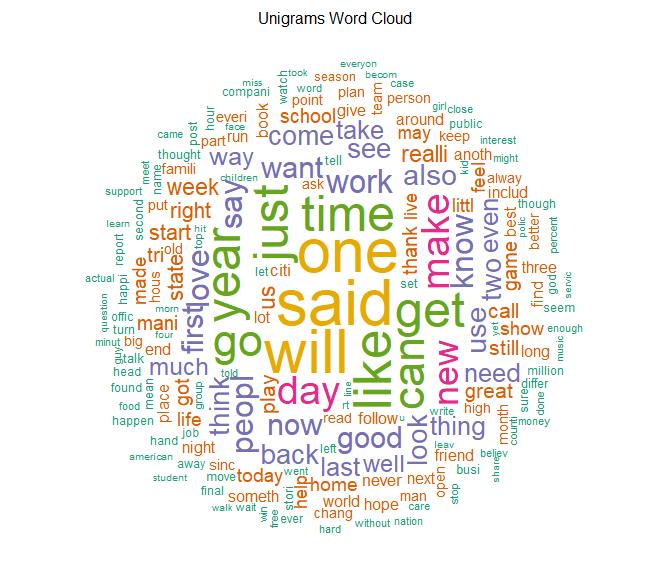 Unigrams Word Cloud
everyon
miss took becom
season case
compani watch word plan team person girl
hour book point give close
post everi school around public
came face run come take may keep interest
part way see realli anoth might
thought famili want tell kid feel alway
meet name week say ask work also littl includ though
support put children just time thank live make know even best better polic percent
second right year one two game three
learn start love let citi set find god
report tri old state us said servic
actual made hous first lot go will get use call seem
happi mani morn can yet show enough
question offic turn big four like new still long music
minut guy end much told day need million
talk got think peopl play line great differ sure
head mean place group now rt u write high month done
found life read follow look thing counti money
food job good leav
happen night back left friend believ
hand sinc last well next busi share
american away move today went home never open stop
student final someth stori help world hope man care
walk wait win free ever chang without nation
hit top
hard